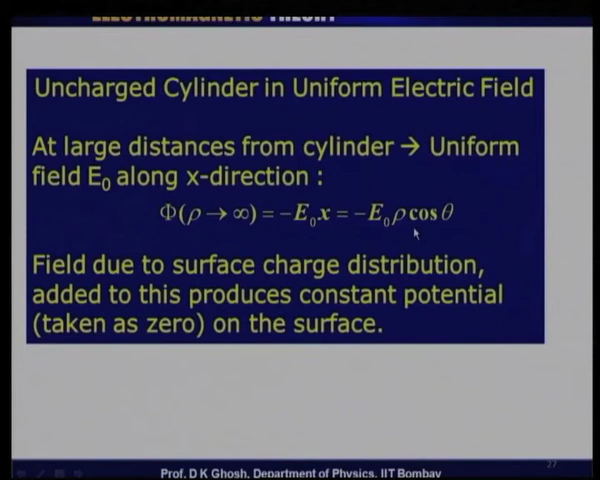 ELECTROMAGNETIC THEORY
Uncharged Cylinder in Uniform Electric Field
At large distances from cylinder → Uniform
field E₀ along x-direction :
Φ(ρ → ∞) = −E₀x = −E₀ρ cos θ
Field due to surface charge distribution,
added to this produces constant potential
(taken as zero) on the surface.
27
Prof. D K Ghosh, Department of Physics, IIT Bombay